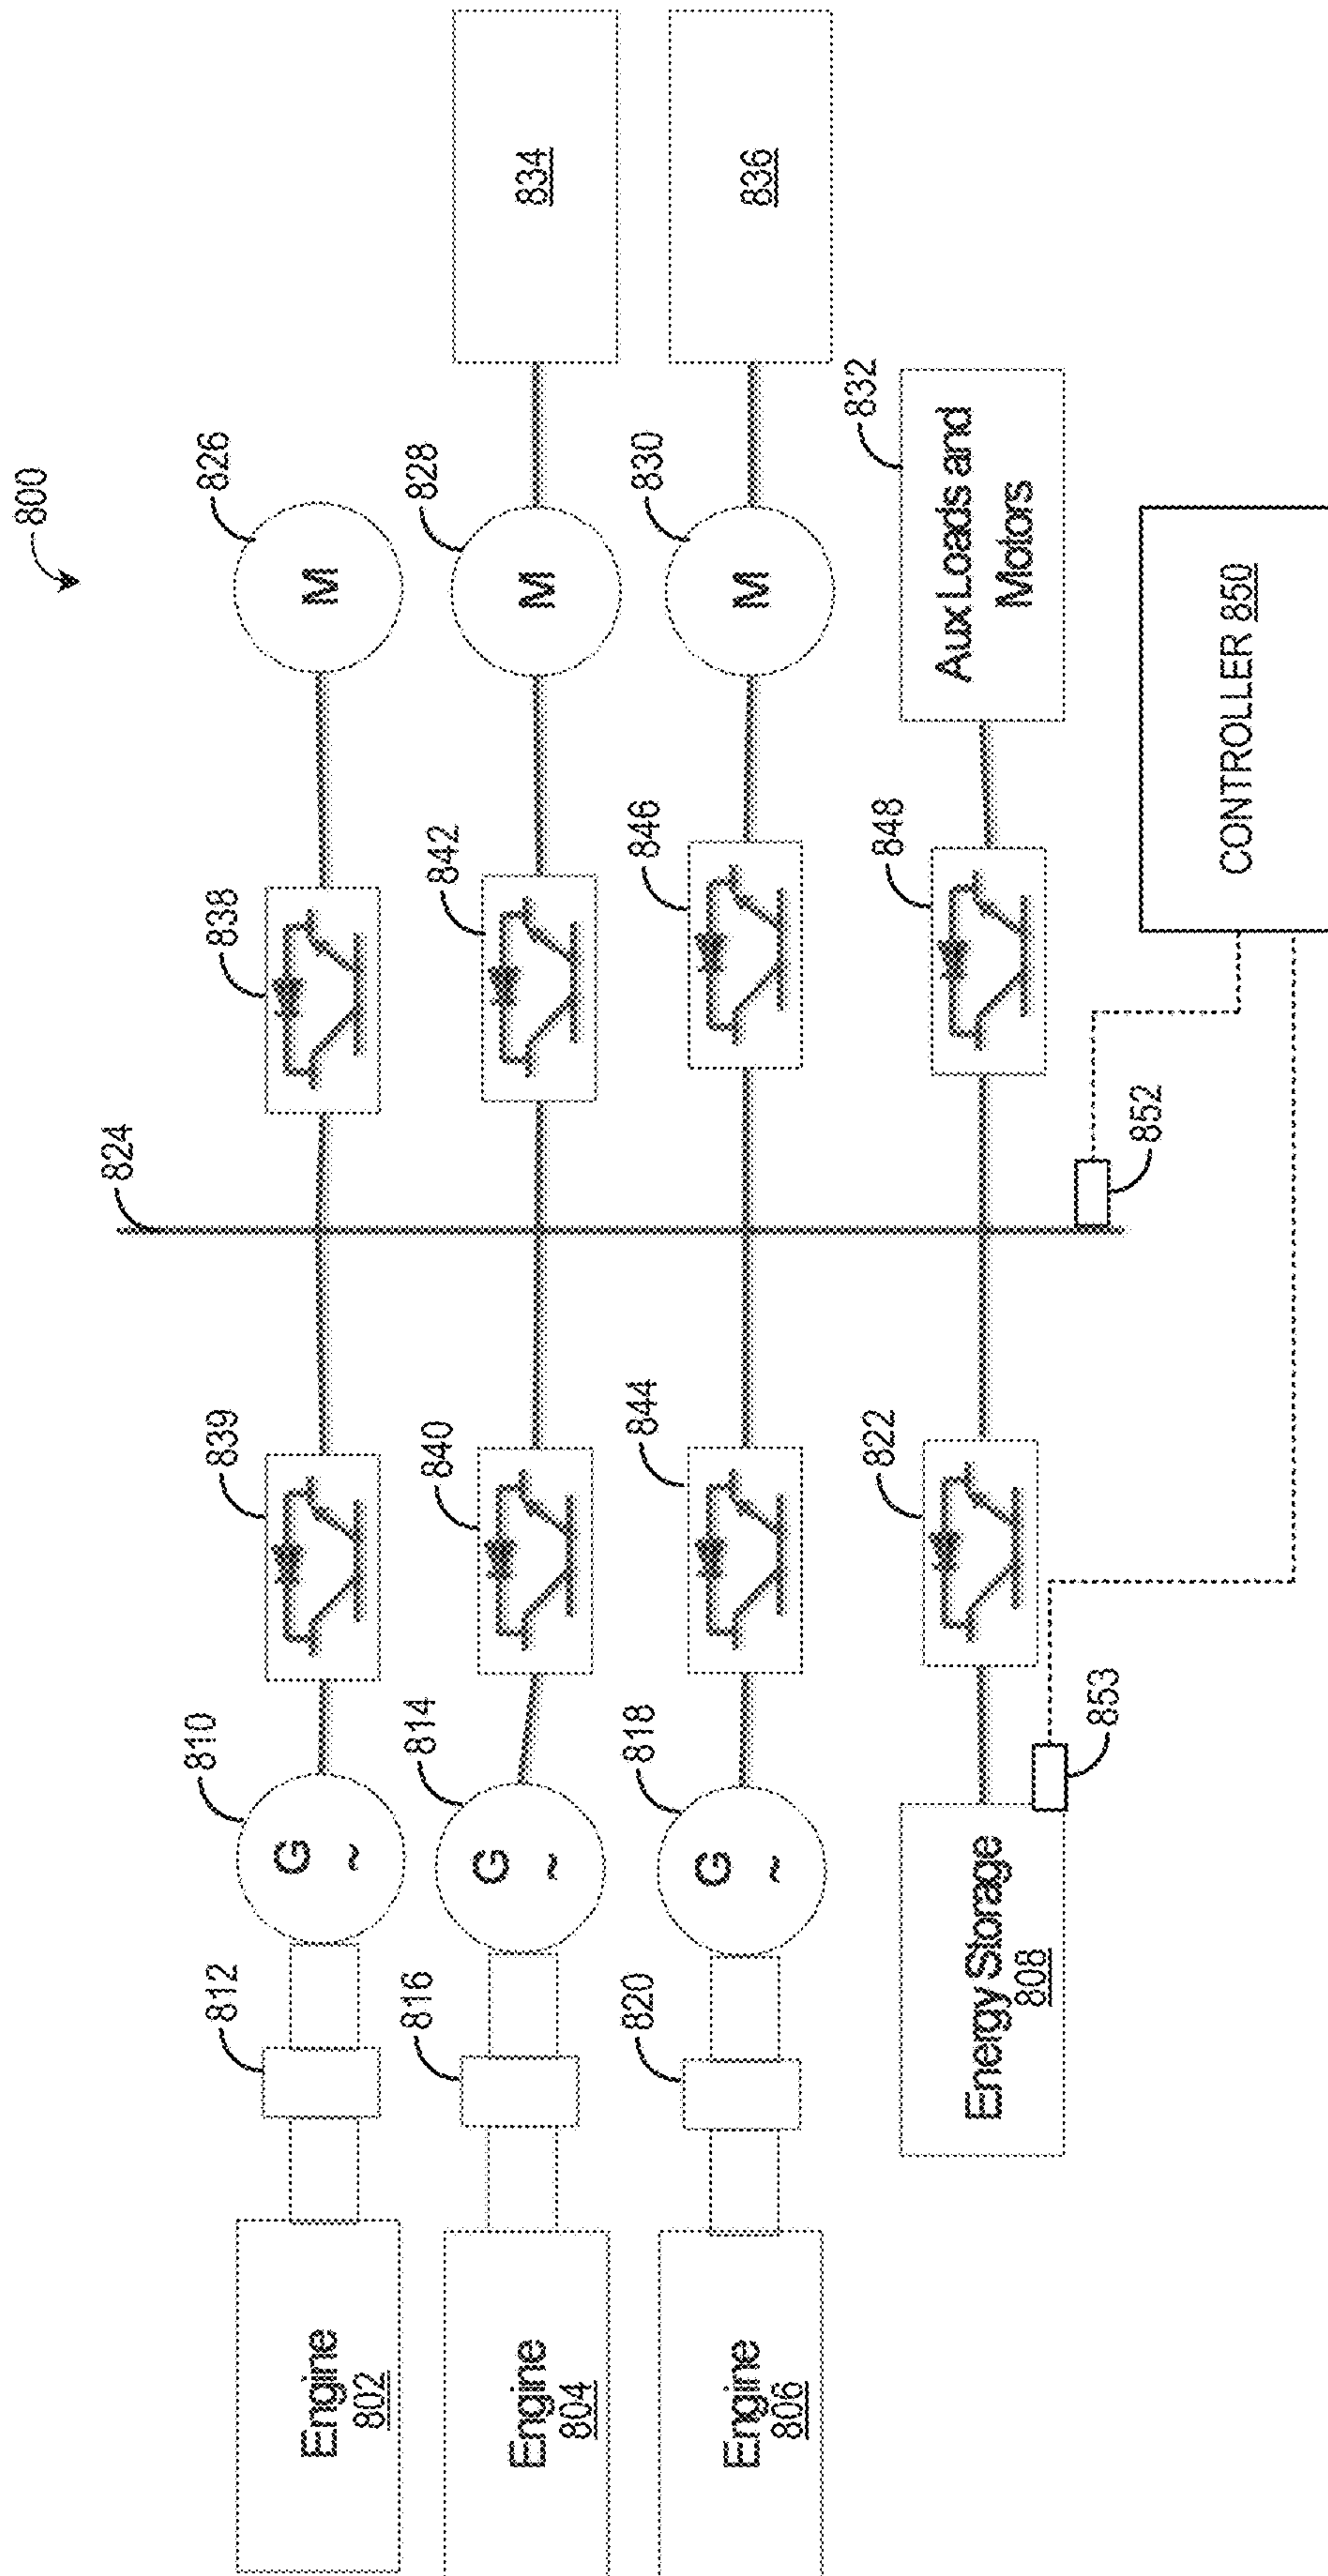 800
Engine
802
812
810
839
824
838
826
Engine
804
816
814
840
842
828
834
G
~
G
~
G
~
M
M
M
Engine
806
820
818
844
846
830
836
Energy Storage
808
853
822
852
848
832
Aux Loads and
Motors
CONTROLLER 850